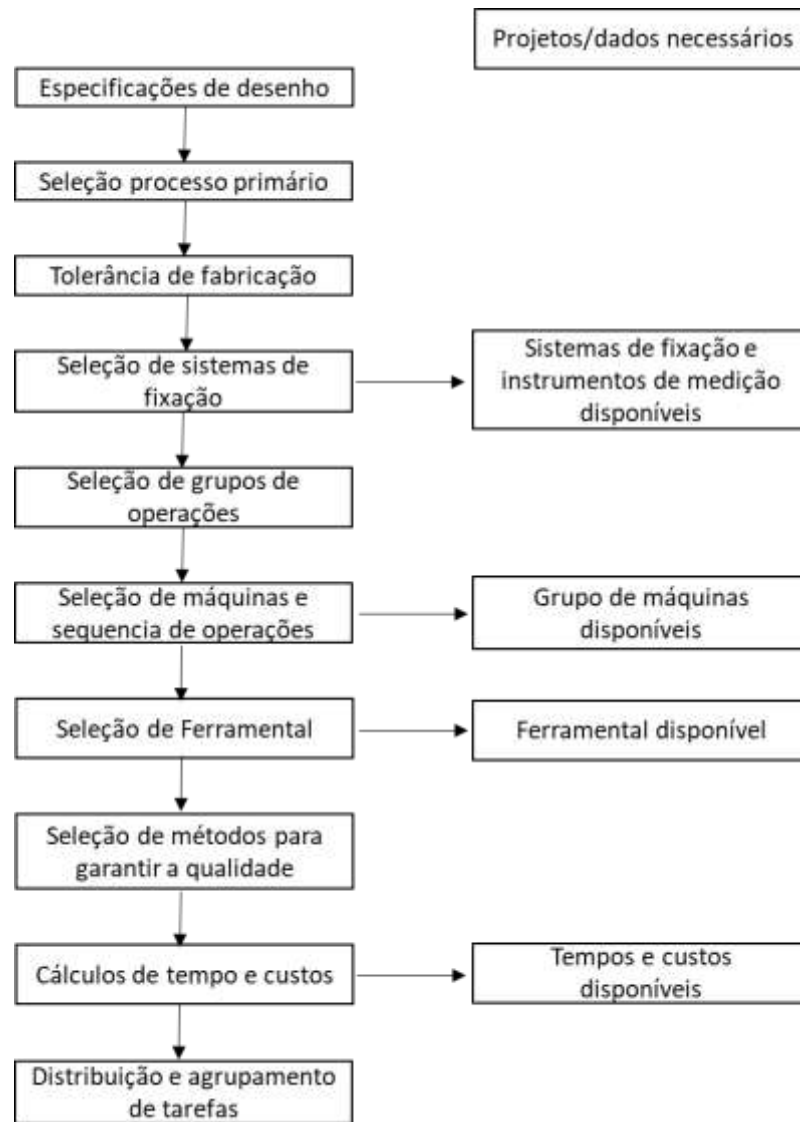 Projetos/dados necessários
Especificações de desenho
Seleção processo primário
Tolerância de fabricação
Seleção de sistemas de
fixação
Sistemas de fixação e
instrumentos de medição
disponíveis
Seleção de grupos de
operações
Seleção de máquinas e
sequencia de operações
Grupo de máquinas
disponíveis
Seleção de Ferramental
Ferramental disponível
Seleção de métodos para
garantir a qualidade
Cálculos de tempo e custos
Tempos e custos
disponíveis
Distribuição e agrupamento
de tarefas